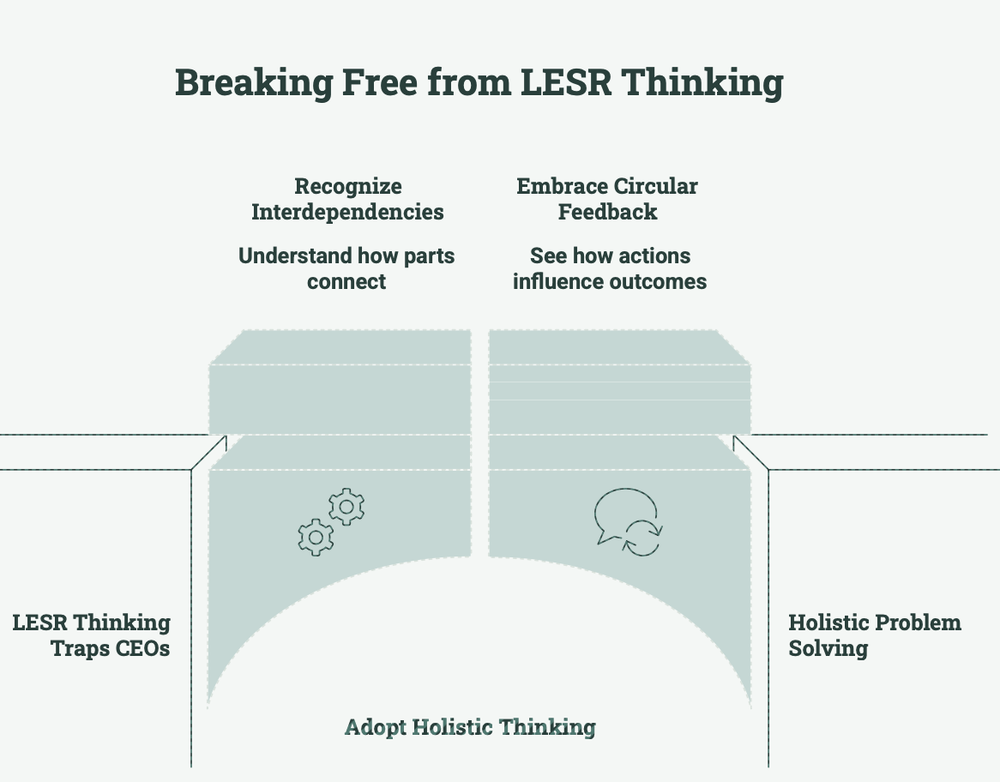 Breaking Free from LESR Thinking
Recognize
Interdependencies
Understand how parts
connect
Embrace Circular
Feedback
See how actions
influence outcomes
LESR Thinking
Traps CEOs
Holistic Problem
Solving
Adopt Holistic Thinking